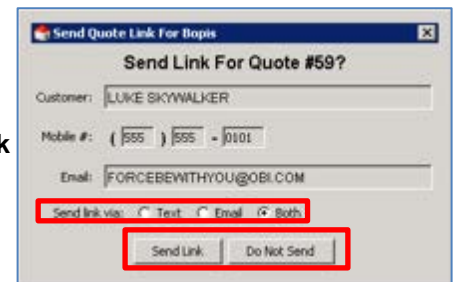 Send Quote Link For Bopis
Send Link For Quote #59?
Customer: LUKE SKYWALKER
k
Mobile #: ( 555 ) 555 - 0101
Email: FORCEBEWITHYOU@OBI.COM
Send link via: Text Email Both
Send Link Do Not Send